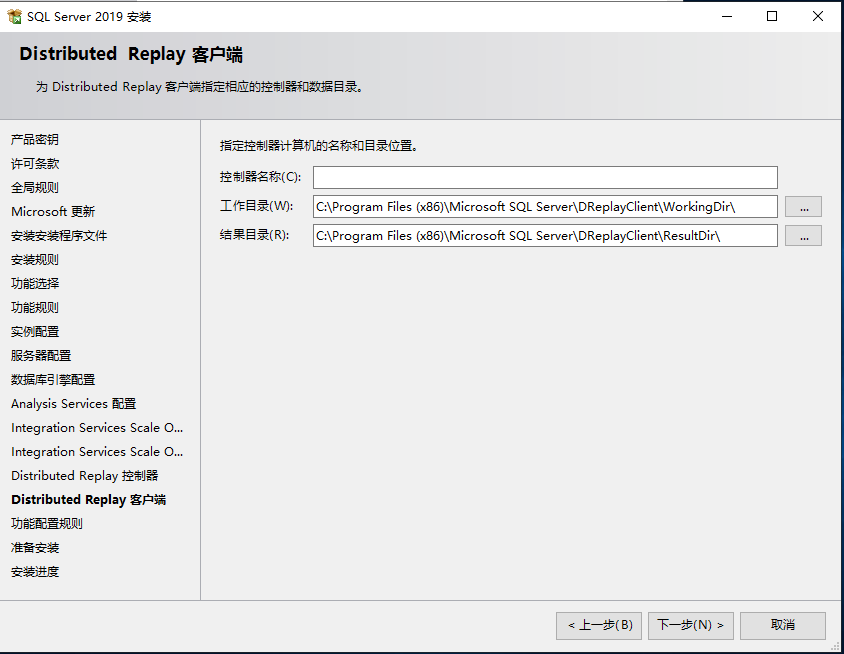 SQL Server 2019 安装
Distributed Replay 客户端
为 Distributed Replay 客户端指定相应的控制器和数据目录。
产品密钥
许可条款
全局规则
Microsoft 更新
安装安装程序文件
安装规则
功能选择
功能规则
实例配置
服务器配置
数据库引擎配置
Analysis Services 配置
Integration Services Scale O...
Integration Services Scale O...
Distributed Replay 控制器
Distributed Replay 客户端
功能配置规则
准备安装
安装进度
指定控制器计算机的名称和目录位置。
控制器名称(C):
工作目录(W): C:\Program Files (x86)\Microsoft SQL Server\DReplayClient\WorkingDir\ ...
结果目录(R): C:\Program Files (x86)\Microsoft SQL Server\DReplayClient\ResultDir\ ...
< 上一步(B) 下一步(N) > 取消